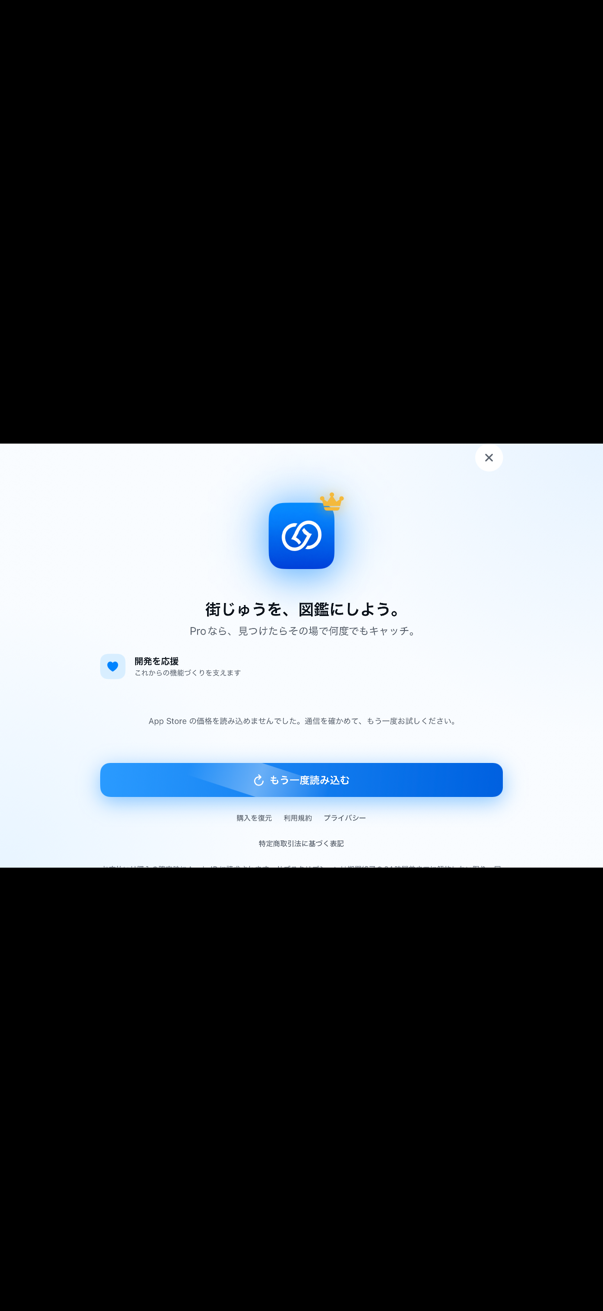 街じゅうを、図鑑にしよう。
Proなら、見つけたらその場で何度でもキャッチ。
開発を応援
これからの機能づくりを支えます
App Store の価格を読み込めませんでした。通信を確かめて、もう一度お試しください。
もう一度読み込む
購入を復元 利用規約 プライバシー
特定商取引法に基づく表記